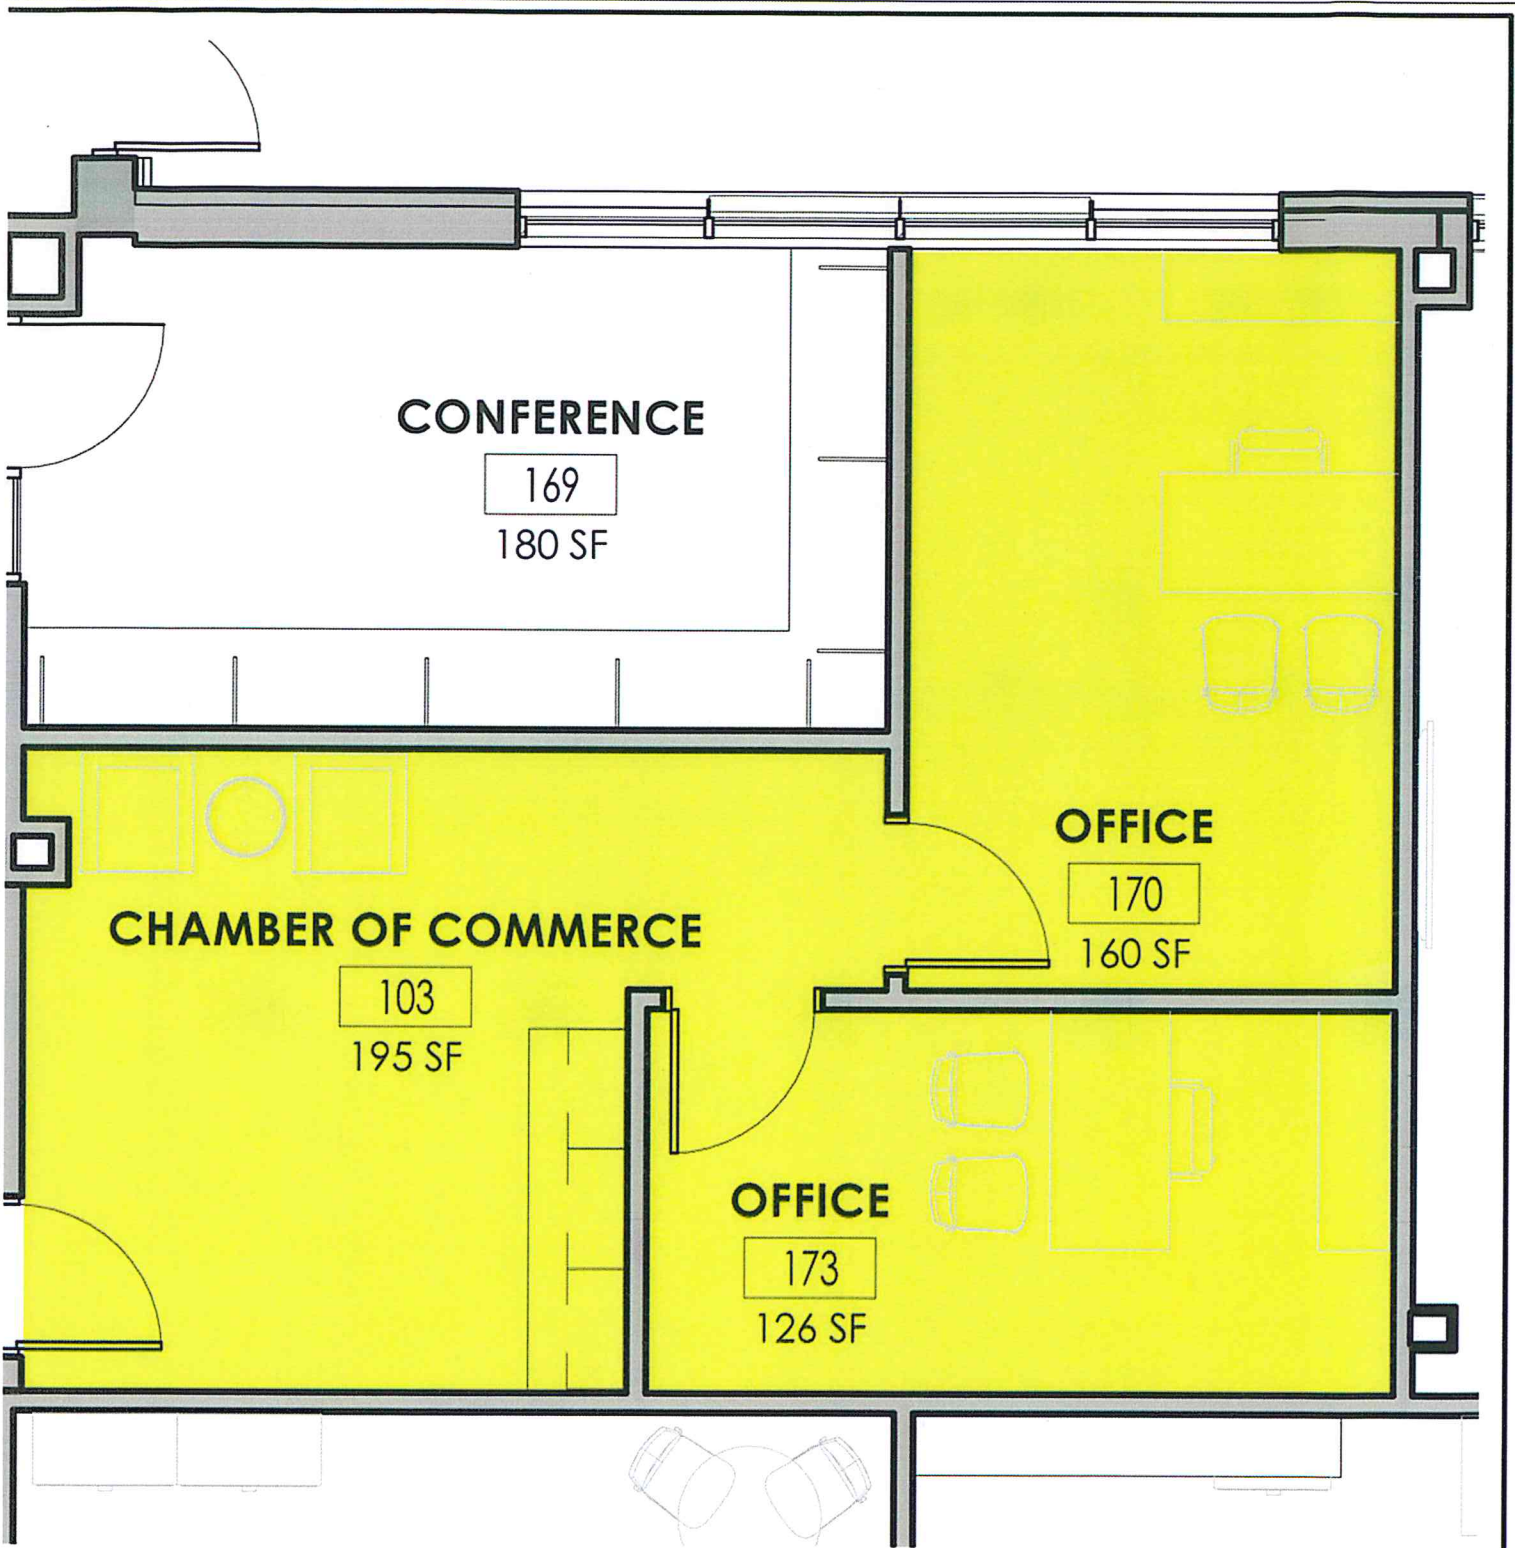 CONFERENCE
169
180 SF
OFFICE
170
160 SF
CHAMBER OF COMMERCE
103
195 SF
OFFICE
173
126 SF